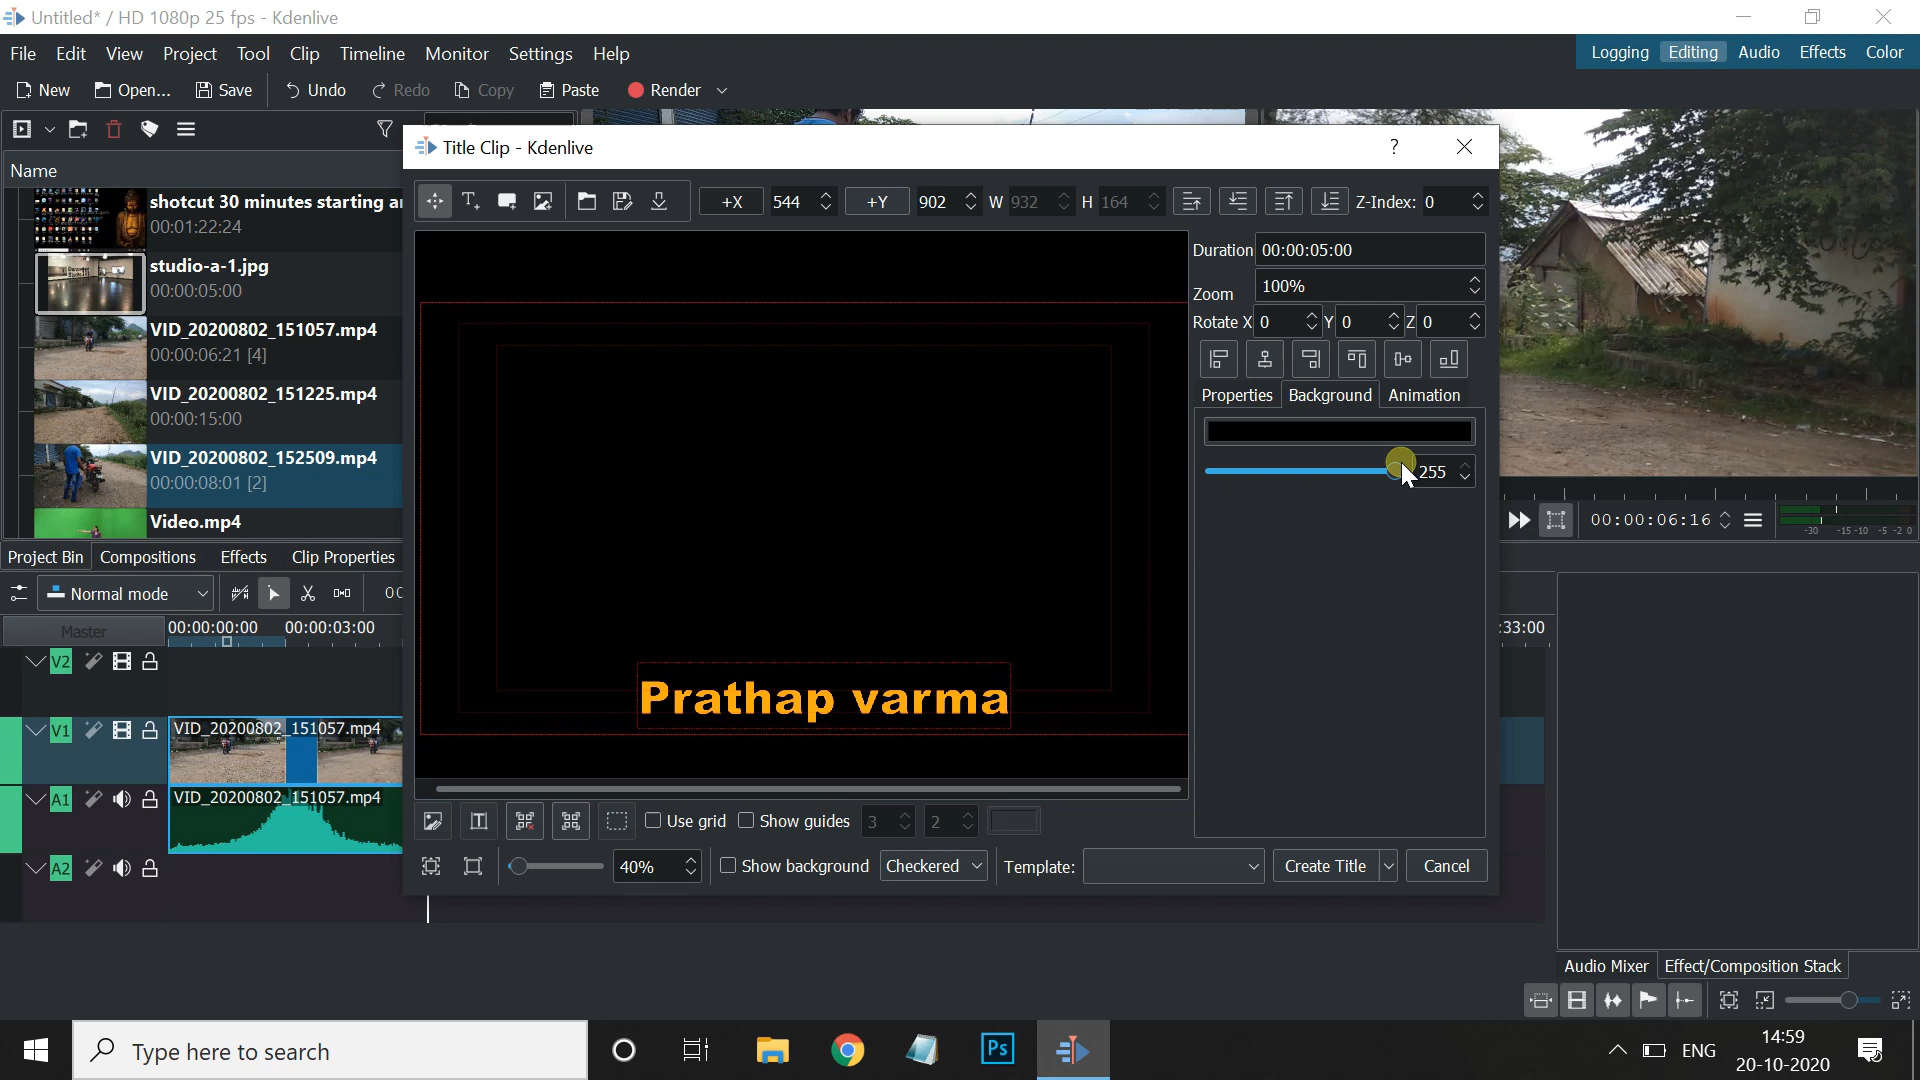 Untitled* / HD 1080p 25 fps - Kdenlive
File Edit View Project Tool Clip Timeline Monitor Settings Help
Logging Editing Audio Effects Color
New Open... Save Undo Redo Copy Paste Render
Name
shotcut 30 minutes starting
00:01:22:24
studio-a-1.jpg
00:00:05:00
VID_20200802_151057.mp4
00:00:06:21 [4]
VID_20200802_151225.mp4
00:00:15:00
VID_20200802_152509.mp4
00:00:08:01 [2]
Video.mp4
Project Bin Compositions Effects Clip Properties
Title Clip - Kdenlive
?
+X 544 +Y 902 W 932 H 164 Z-Index: 0
Duration 00:00:05:00
Zoom 100%
Rotate X 0 Y 0 Z 0
Properties Background Animation
255
Prathap varma
Use grid Show guides 3 2
40% Show background Checkered Template: Create Title Cancel
00:00:06:16
-30 -15 -10 -5 -2 0
Normal mode
Master 00:00:00:00 00:00:03:00
:33:00
V2
V1 VID_20200802_151057.mp4
A1 VID_20200802_151057.mp4
A2
Audio Mixer Effect/Composition Stack
Type here to search
Ps
ENG
14:59
20-10-2020